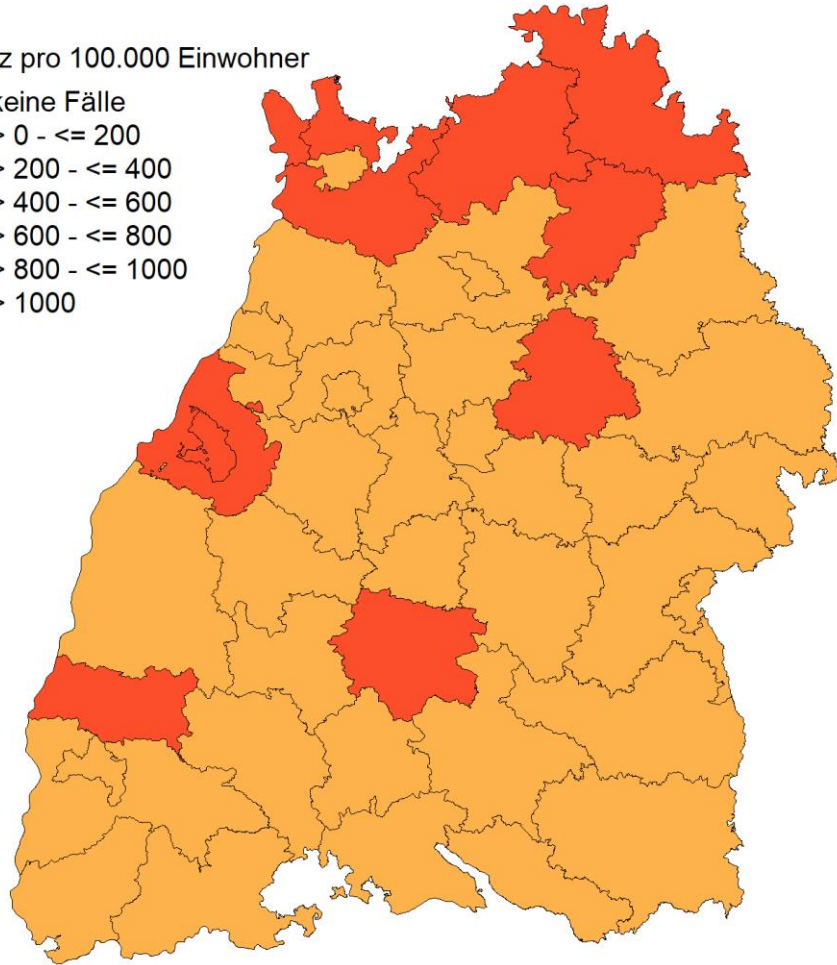 z pro 100.000 Einwohner
keine Fälle
> 0 - <= 200
> 200 - <= 400
> 400 - <= 600
> 600 - <= 800
> 800 - <= 1000
> 1000